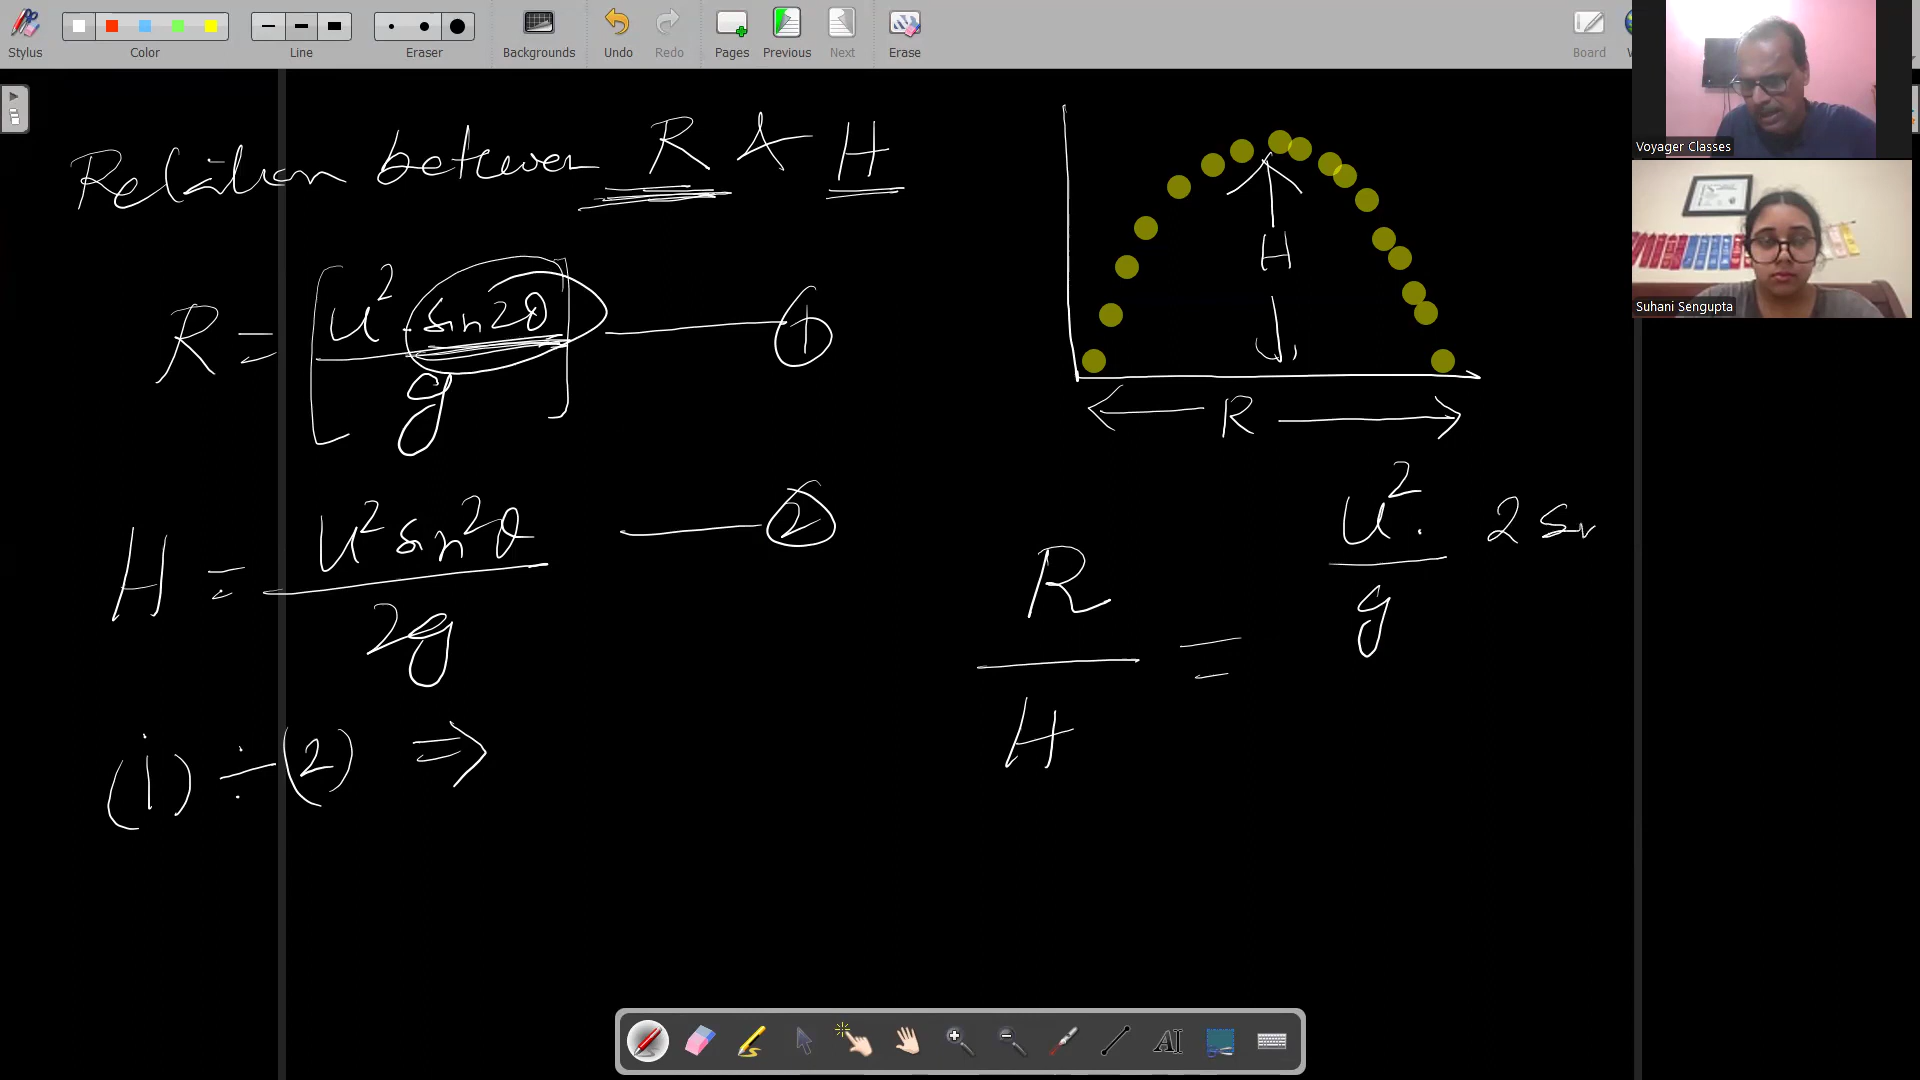 Stylus Color Line Eraser Backgrounds Undo Redo Pages Previous Next Erase Board
Voyager Classes
Suhani Sengupta
Relation between R & H
R = [u² · sin2θ / g] —— 1
H = u² sin²θ / 2g —— 2
(1) ÷ (2) ⇒
H
R
R / H = u² · / g 2